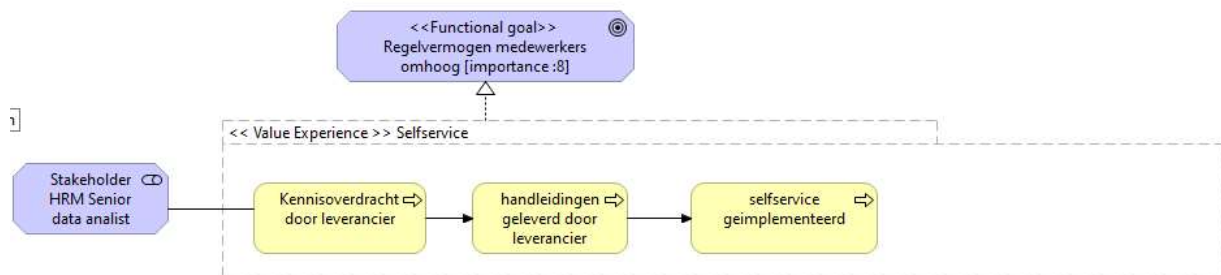 <<Functional goal>>
Regelvermogen medewerkers
omhoog [importance :8]
<< Value Experience >> Selfservice
Stakeholder
HRM Senior
data analist
Kennisoverdracht
door leverancier
handleidingen
geleverd door
leverancier
selfservice
geimplementeerd